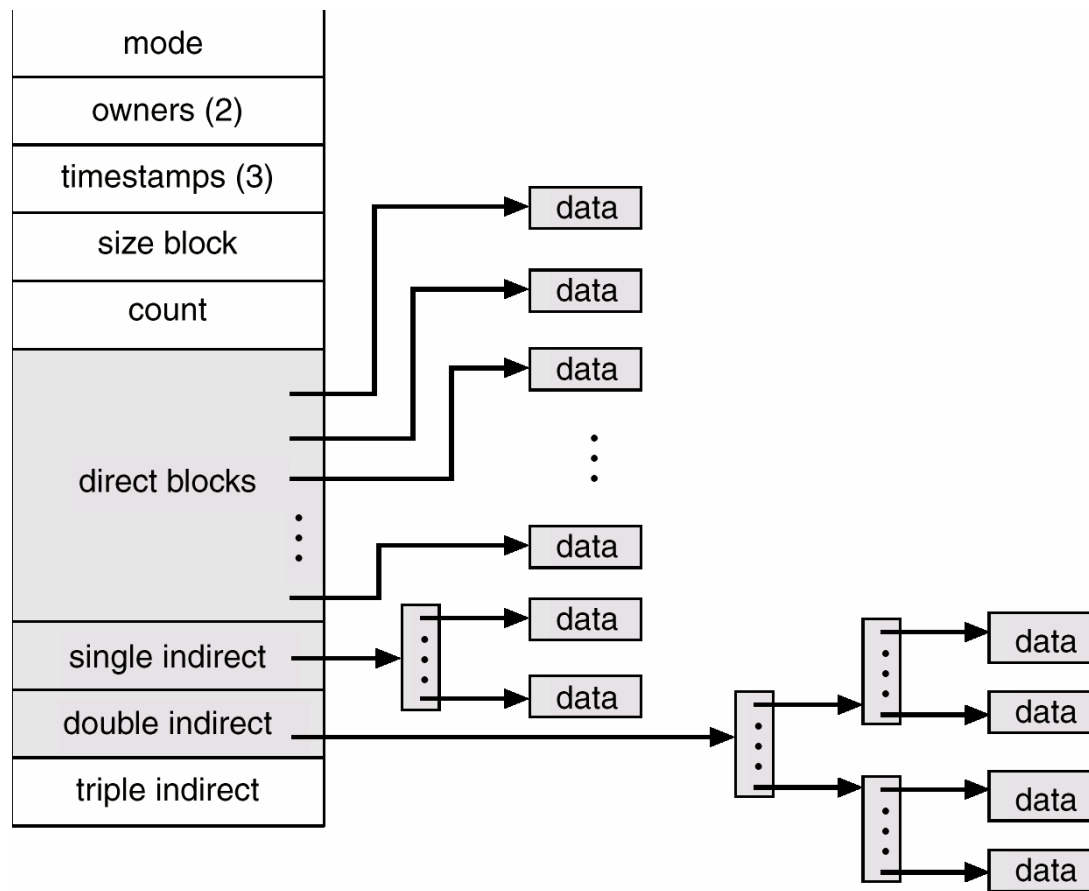 mode
owners (2)
timestamps (3)
size block
count
direct blocks
single indirect
double indirect
triple indirect
data
data
data
data
data
data
data
data
data
data